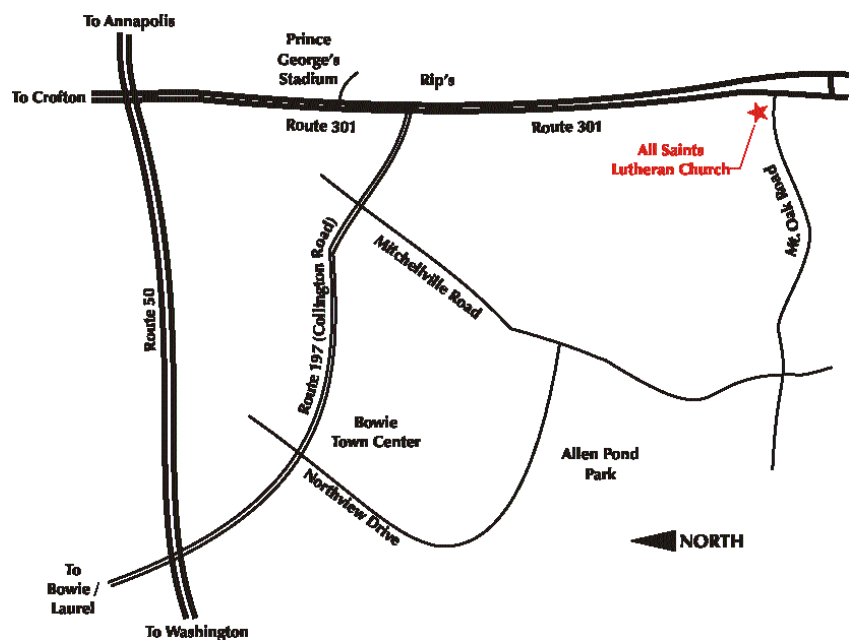 To Annapolis
Prince
George's
Stadium
Rip's
To Crofton
Route 301
Route 301
All Saints
Lutheran Church
Mt. Oak Road
Mitchellville Road
Route 50
Route 197 (Collington Road)
Bowie
Town Center
Allen Pond
Park
Northview Drive
NORTH
To
Bowie /
Laurel
To Washington